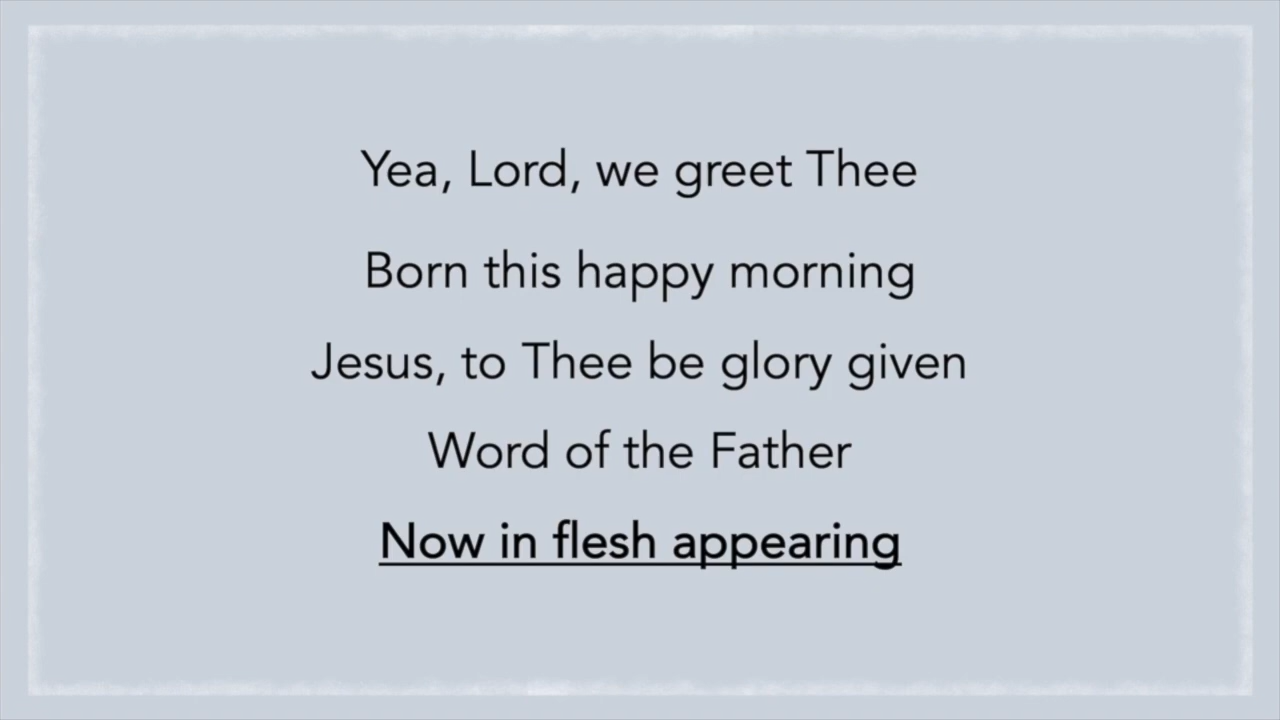 Yea, Lord, we greet Thee
Born this happy morning
Jesus, to Thee be glory given
Word of the Father
Now in flesh appearing